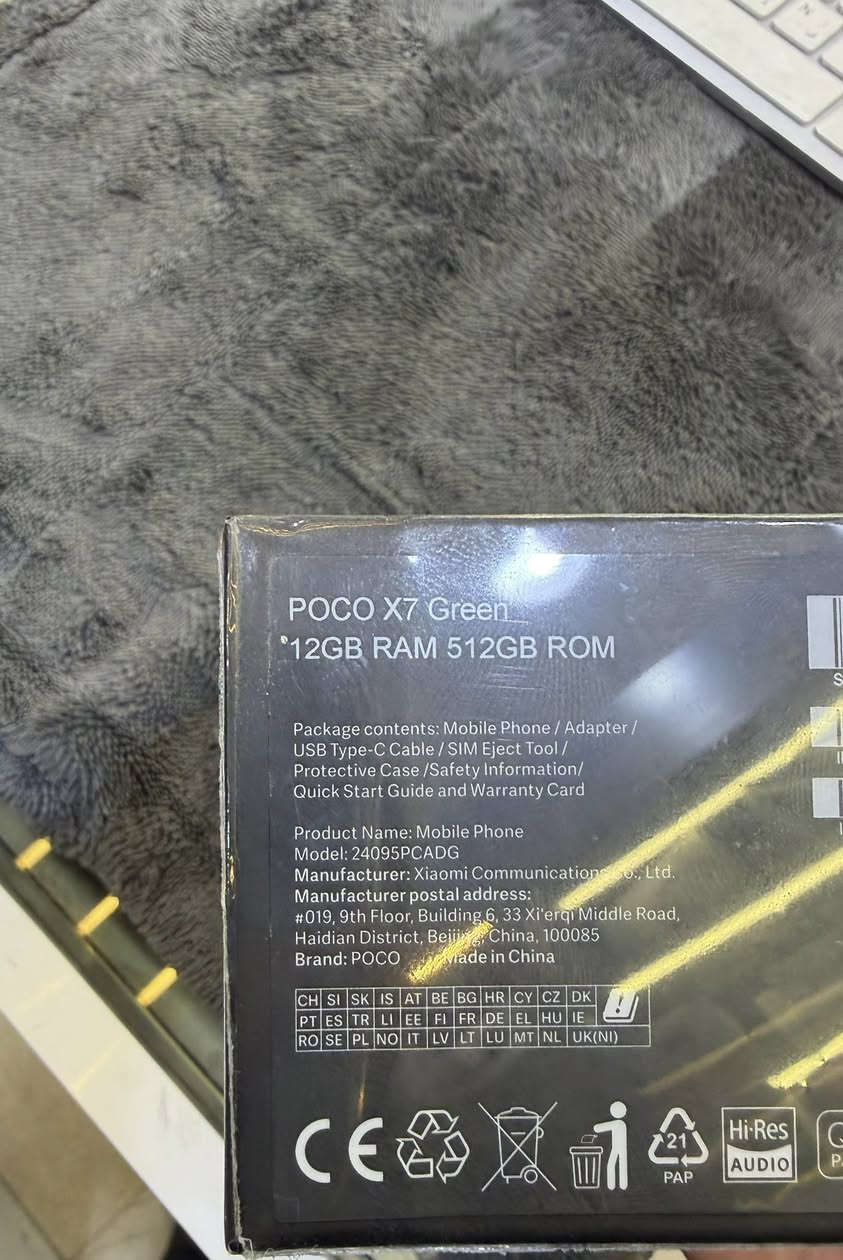 POCO X7 Green
12GB RAM 512GB ROM
Package contents: Mobile Phone / Adapter /
USB Type-C Cable / SIM Eject Tool /
Protective Case /Safety Information/
Quick Start Guide and Warranty Card
Product Name: Mobile Phone
Model: 24095PCADG
Manufacturer: Xiaomi Communications Co., Ltd.
Manufacturer postal address:
#019, 9th Floor, Building 6, 33 Xi'erqi Middle Road,
Haidian District, Beijing, China, 100085
Brand: POCO Made in China
CH SI SK IS AT BE BG HR CY CZ DK
PT ES TR LI EE FI FR DE EL HU IE
RO SE PL NO IT LV LT LU MT NL UK(NI)
CE
21
PAP
Hi-Res
AUDIO